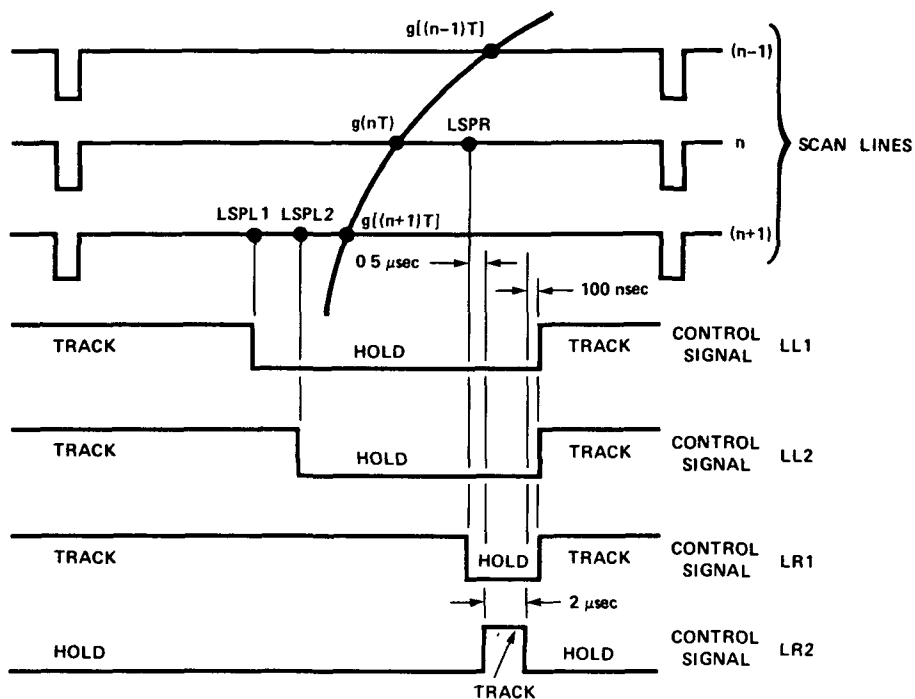 g[(n−1)T]
(n−1)
g(nT)
LSPR
n
SCAN LINES
LSPL1
LSPL2
g[(n+1)T]
(n+1)
0 5 μsec
100 nsec
TRACK
HOLD
TRACK
CONTROL
SIGNAL
LL1
TRACK
HOLD
TRACK
CONTROL
SIGNAL
LL2
TRACK
HOLD
TRACK
CONTROL
SIGNAL
LR1
2 μsec
HOLD
HOLD
CONTROL
SIGNAL
LR2
TRACK